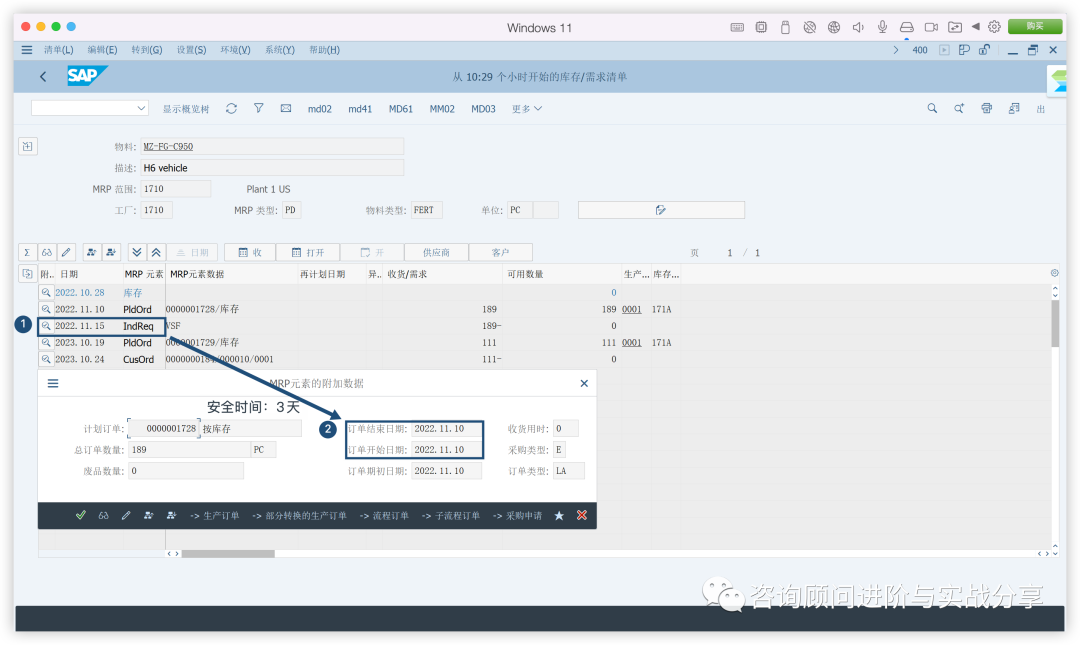 Windows 11
购买
清单(L) 编辑(E) 转到(G) 设置(S) 环境(V) 系统(Y) 帮助(H)
400
SAP
从 10:29 个小时开始的库存/需求清单
显示概览树 md02 md41 MD61 MM02 MD03 更多
出
物料: MZ-FG-C950
描述: H6 vehicle
MRP 范围: 1710 Plant 1 US
工厂: 1710 MRP 类型: PD 物料类型: FERT 单位: PC
Σ 日期 收 打开 开 供应商 客户 页 1 / 1
附.. 日期 MRP 元素 MRP元素数据 再计划日期 异.. 收货/需求 可用数量 生产... 库存...
2022.10.28 库存 0
2022.11.10 PldOrd 0000001728/库存 189 189 0001 171A
1 2022.11.15 IndReq VSF 189- 0
2023.10.19 PldOrd 0000001729/库存 111 111 0001 171A
2023.10.24 CusOrd 0000000184/000010/0001 111- 0
MRP元素的附加数据
安全时间：3天
计划订单: 0000001728 按库存 2 订单结束日期: 2022.11.10 收货用时: 0
总订单数量: 189 PC 订单开始日期: 2022.11.10 采购类型: E
废品数量: 0 订单期初日期: 2022.11.10 订单类型: LA
-> 生产订单 -> 部分转换的生产订单 -> 流程订单 -> 子流程订单 -> 采购申请
咨询顾问进阶与实战分享